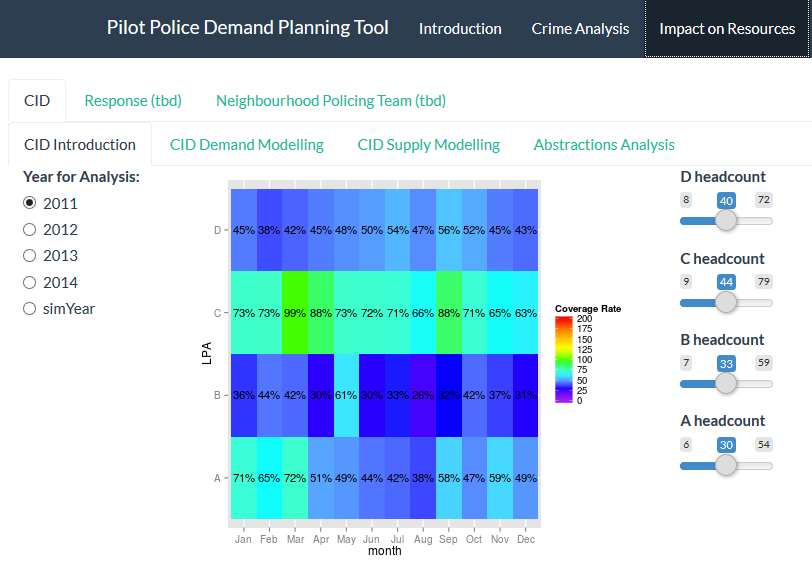 Pilot Police Demand Planning Tool Introduction Crime Analysis Impact on Resources
CID Response (tbd) Neighbourhood Policing Team (tbd)
CID Introduction CID Demand Modelling CID Supply Modelling Abstractions Analysis
Year for Analysis:
2011
2012
2013
2014
simYear
LPA
D 45% 38% 42% 45% 48% 50% 54% 47% 56% 52% 45% 43%
C 73% 73% 99% 88% 73% 72% 71% 66% 88% 71% 65% 63%
B 36% 44% 42% 30% 61% 30% 33% 26% 32% 42% 37% 31%
A 71% 65% 72% 51% 49% 44% 42% 38% 58% 47% 59% 49%
Jan Feb Mar Apr May Jun Jul Aug Sep Oct Nov Dec
month
Coverage Rate
200
175
150
125
100
75
50
25
0
D headcount
8 40 72
C headcount
9 44 79
B headcount
7 33 59
A headcount
6 30 54